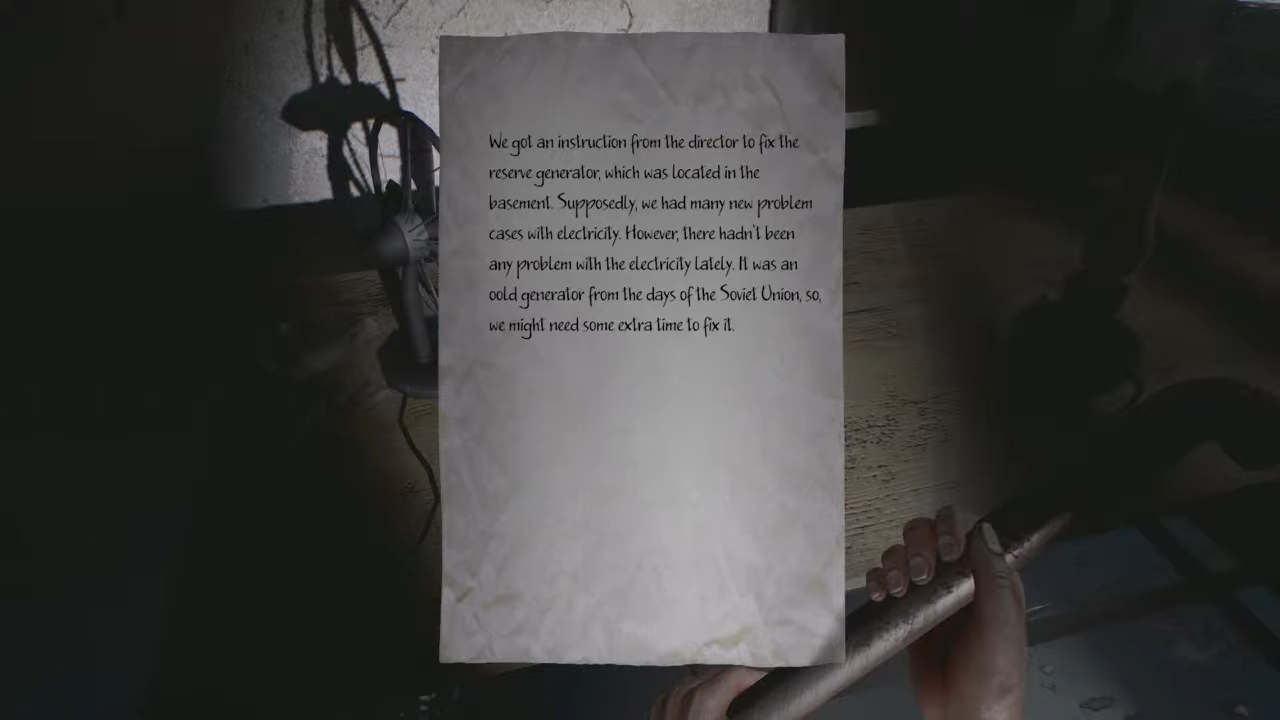 We got an instruction from the director to fix the
reserve generator, which was located in the
basement. Supposedly, we had many new problem
cases with electricity. However, there hadn't been
any problem with the electricity lately. It was an
oold generator from the days of the Soviet Union, so,
we might need some extra time to fix it.